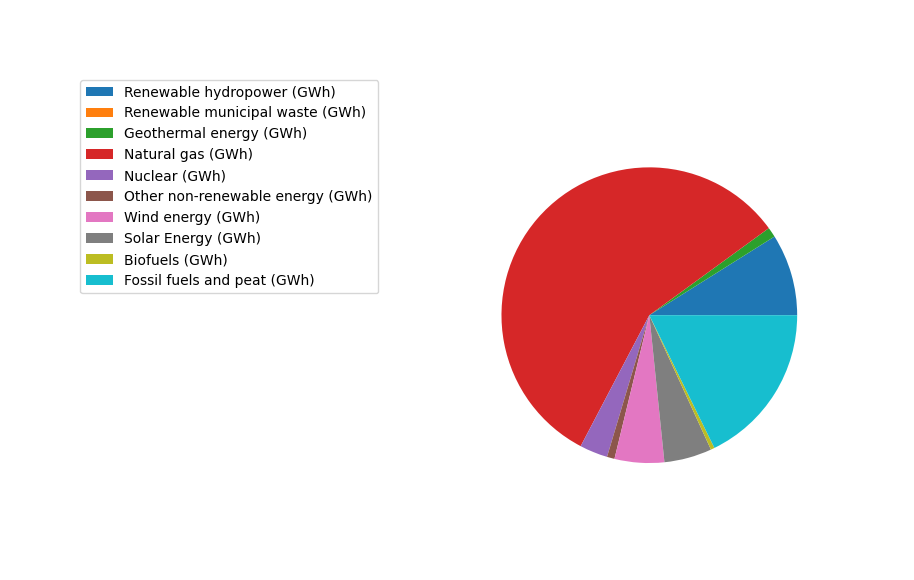 Renewable hydropower (GWh)
Renewable municipal waste (GWh)
Geothermal energy (GWh)
Natural gas (GWh)
Nuclear (GWh)
Other non-renewable energy (GWh)
Wind energy (GWh)
Solar Energy (GWh)
Biofuels (GWh)
Fossil fuels and peat (GWh)